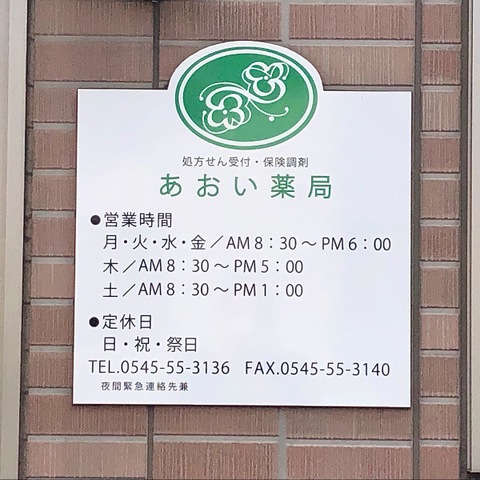 処方せん受付・保険調剤
あおい薬局
●営業時間
月・火・水・金／AM8：30～PM6：00
木／AM8：30～PM5：00
土／AM8：30～PM1：00
●定休日
日・祝・祭日
TEL.0545-55-3136 FAX.0545-55-3140
夜間緊急連絡先兼